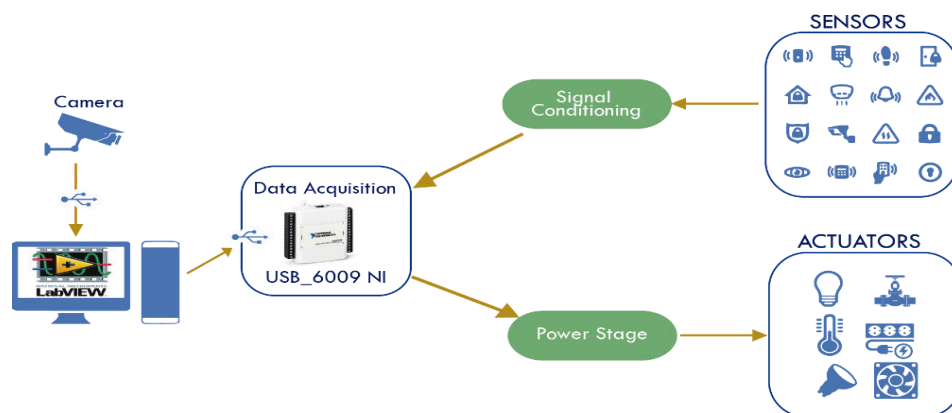 SENSORS
Camera
Signal
Conditioning
Data Acquisition
USB_6009 NI
LabVIEW
ACTUATORS
Power Stage